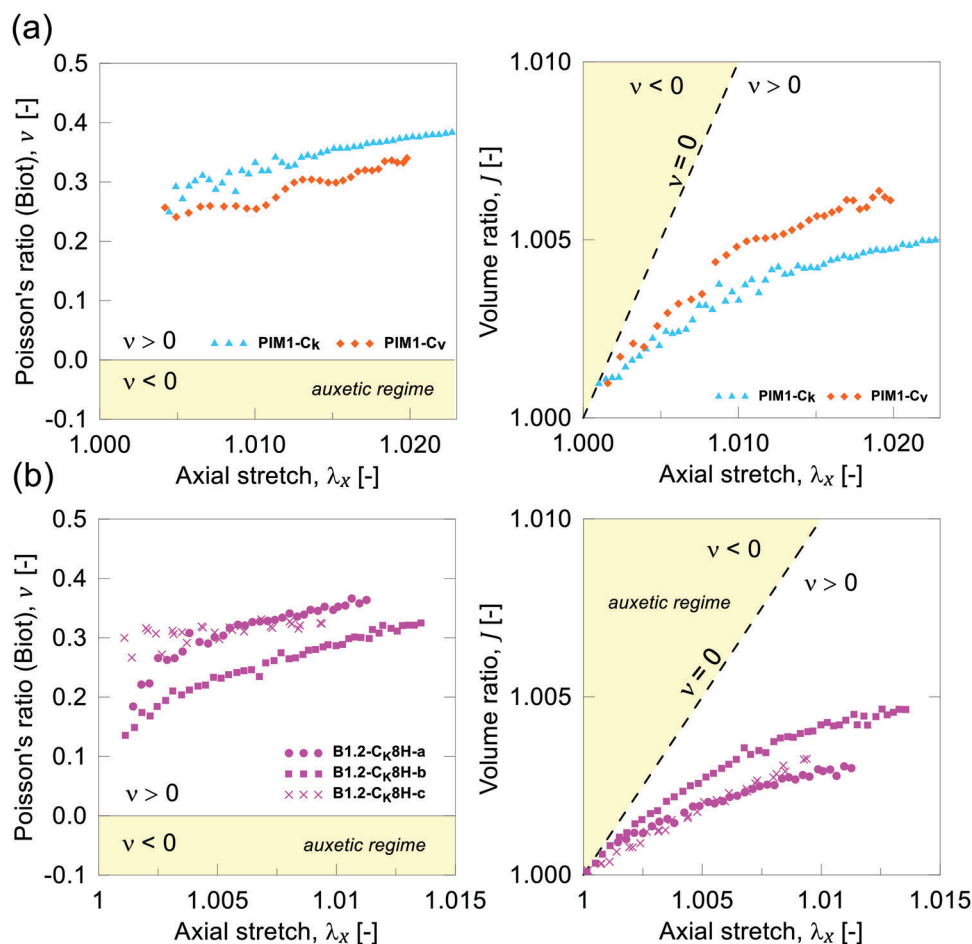 (a)
0.5
0.4
0.3
0.2
0.1
0.0
-0.1
Poisson's ratio (Biot), ν [-]
ν > 0
PIM1-Ck
PIM1-Cv
ν < 0
auxetic regime
1.000
1.010
1.020
Axial stretch, λx [-]
1.010
1.005
1.000
Volume ratio, J [-]
ν < 0
ν > 0
ν = 0
PIM1-Ck
PIM1-Cv
1.000
1.010
1.020
Axial stretch, λx [-]
(b)
0.5
0.4
0.3
0.2
0.1
0.0
-0.1
Poisson's ratio (Biot), ν [-]
B1.2-CK8H-a
B1.2-CK8H-b
B1.2-CK8H-c
ν > 0
ν < 0
auxetic regime
1
1.005
1.01
1.015
Axial stretch, λx [-]
1.010
1.005
1.000
Volume ratio, J [-]
ν < 0
auxetic regime
ν > 0
ν = 0
1
1.005
1.01
1.015
Axial stretch, λx [-]